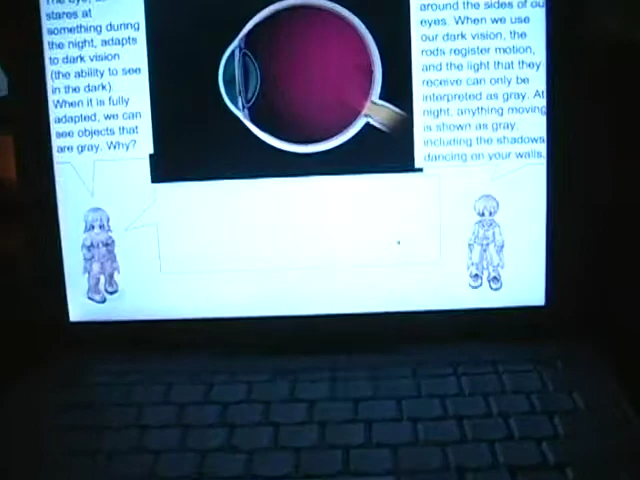 stares at
something during
the night, adapts
to dark vision
(the ability to see
in the dark).
When it is fully
adapted, we can
see objects that
are gray. Why?
around the sides of ou
eyes. When we use
our dark vision, the
rods register motion,
and the light that they
receive can only be
interpreted as gray. At
night, anything moving
is shown as gray,
including the shadows
dancing on your walls.